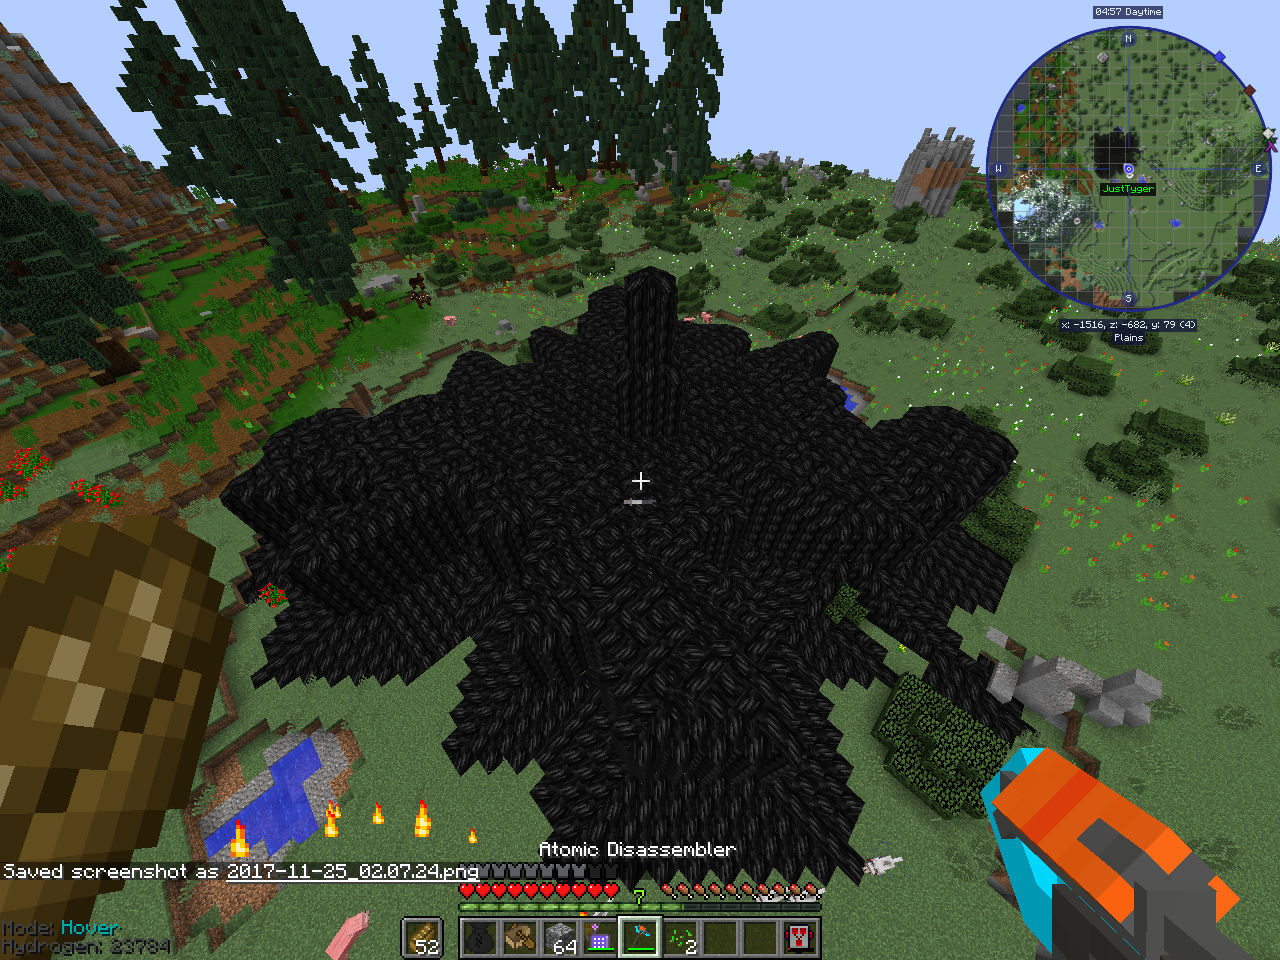 04:57 Daytime
N
W
E
JustTyger
S
x: -1516, z: -682, y: 79 (4)
Plains
Atomic Disassembler
Saved screenshot as 2017-11-25_02.07.24.png
7
Mode: Hover
Hydrogen: 23784
52
64
2